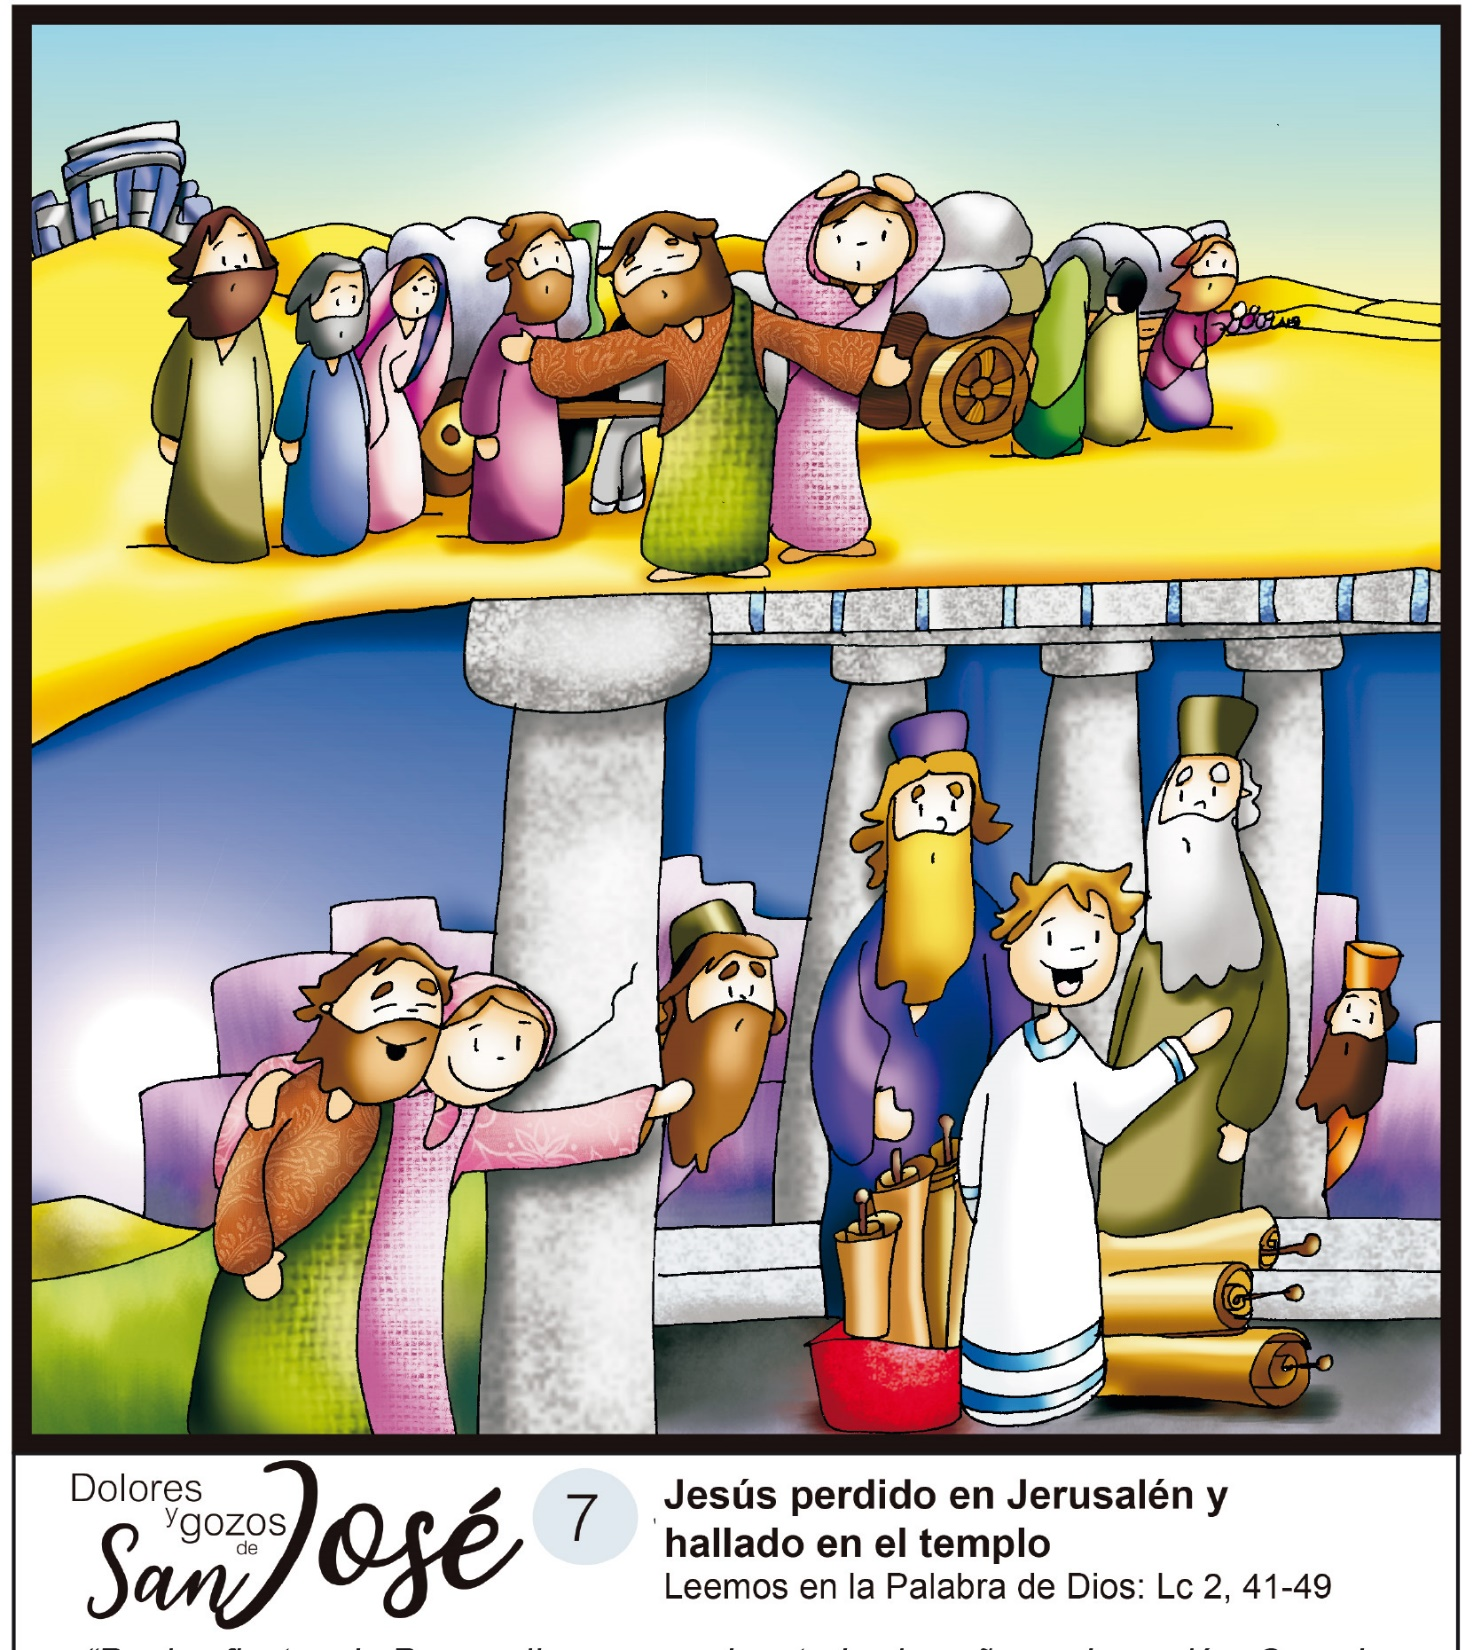 Dolores
y gozos
de
San José
7
Jesús perdido en Jerusalén y
hallado en el templo
Leemos en la Palabra de Dios: Lc 2, 41-49